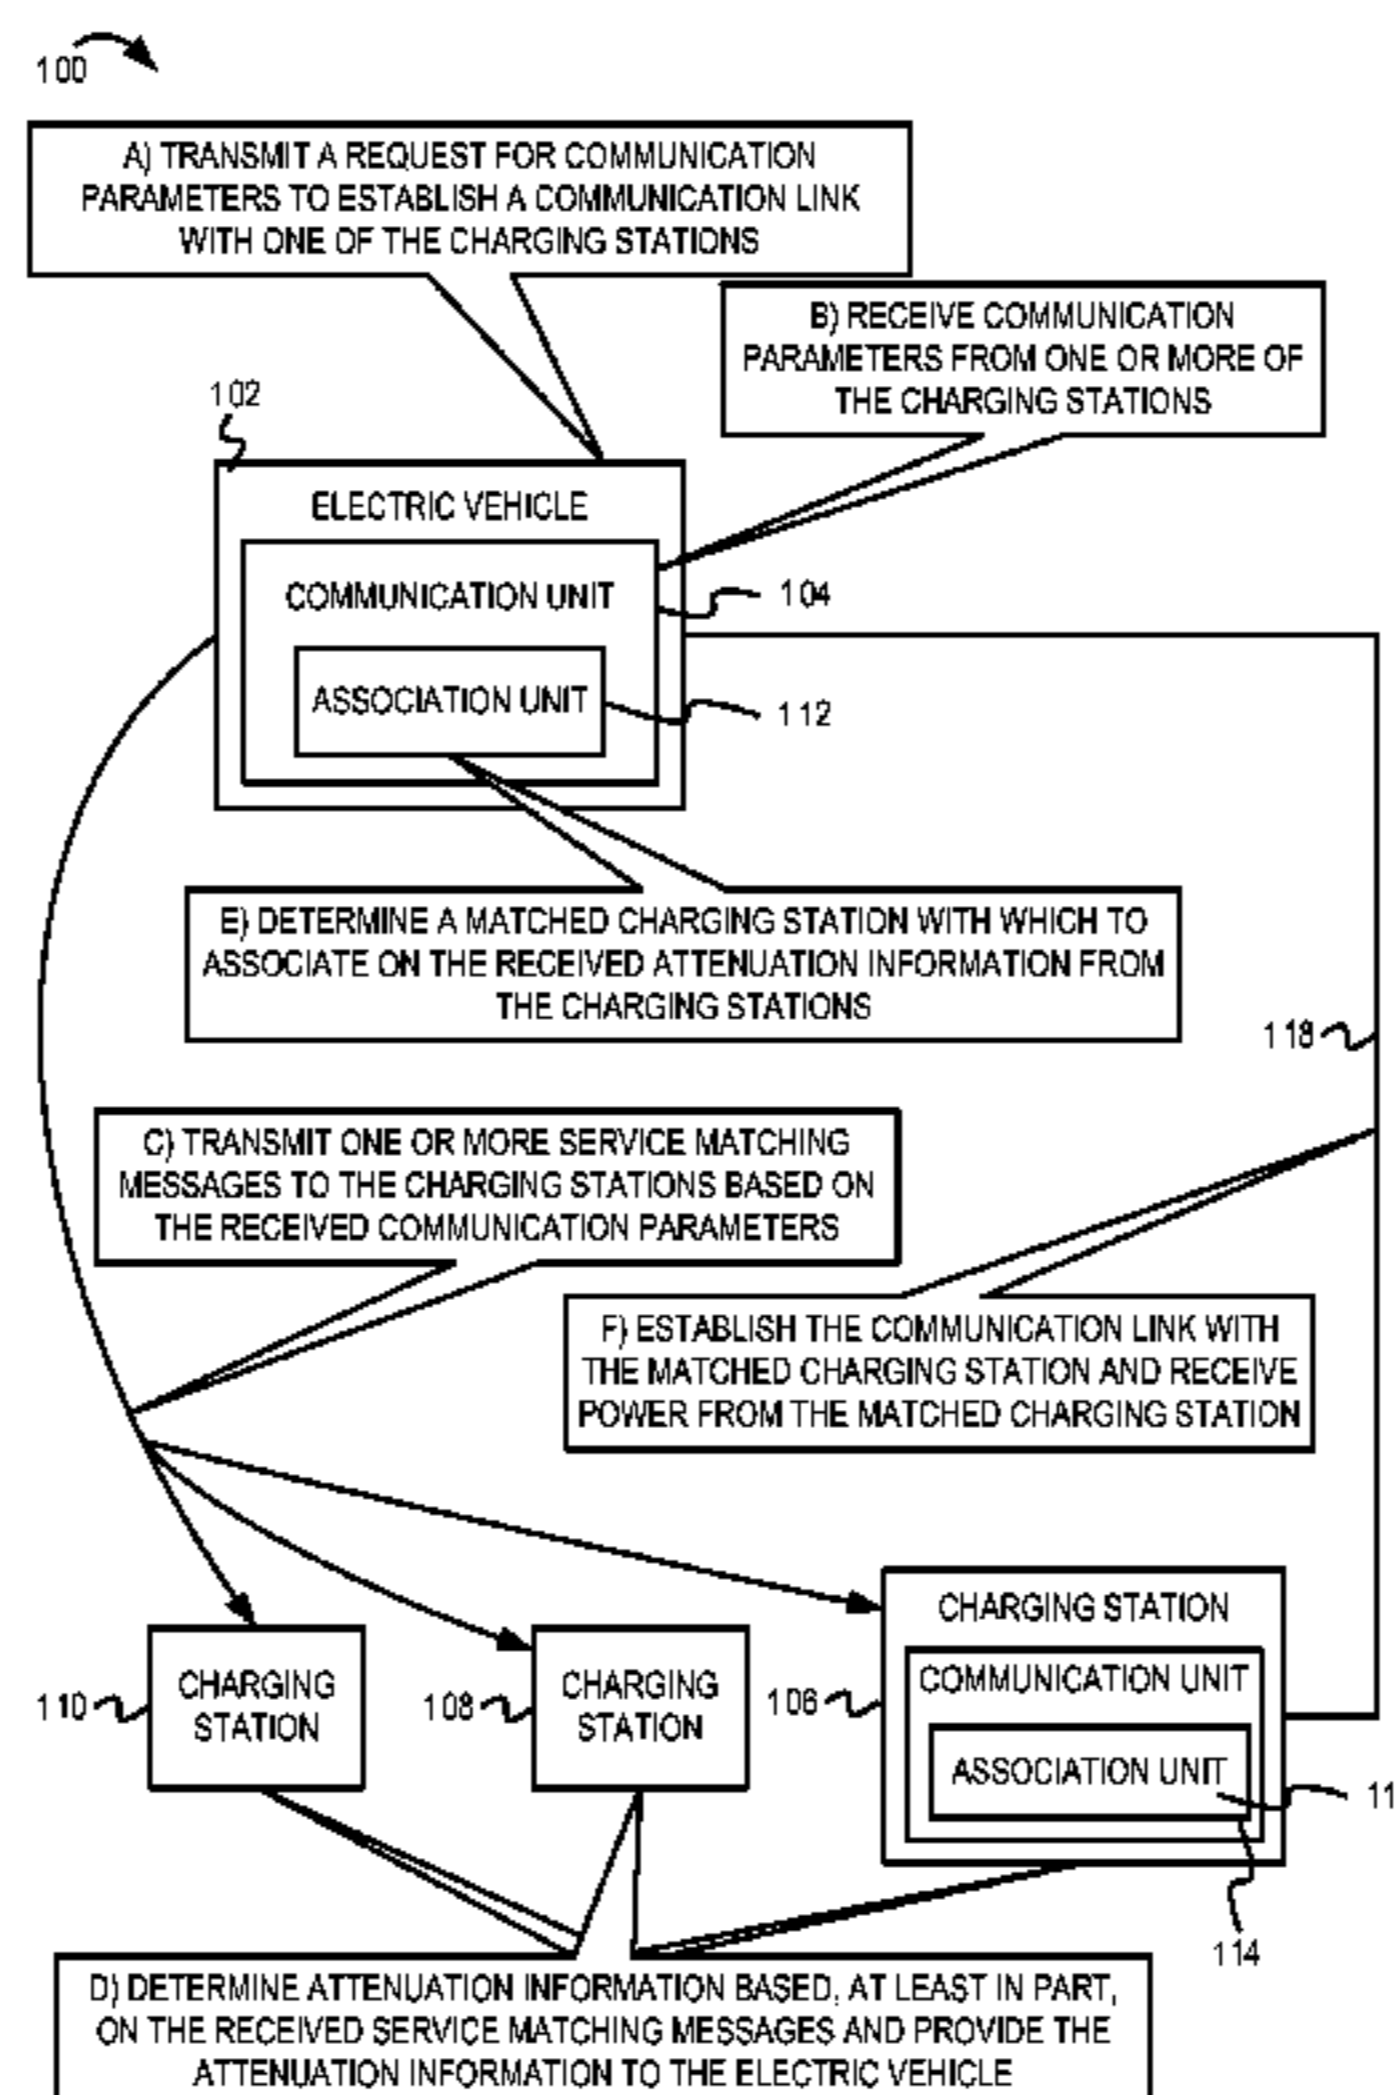 100
A) TRANSMIT A REQUEST FOR COMMUNICATION
PARAMETERS TO ESTABLISH A COMMUNICATION LINK
WITH ONE OF THE CHARGING STATIONS
B) RECEIVE COMMUNICATION
PARAMETERS FROM ONE OR MORE OF
THE CHARGING STATIONS
102
ELECTRIC VEHICLE
COMMUNICATION UNIT
104
ASSOCIATION UNIT
112
E) DETERMINE A MATCHED CHARGING STATION WITH WHICH TO
ASSOCIATE ON THE RECEIVED ATTENUATION INFORMATION FROM
THE CHARGING STATIONS
118
C) TRANSMIT ONE OR MORE SERVICE MATCHING
MESSAGES TO THE CHARGING STATIONS BASED ON
THE RECEIVED COMMUNICATION PARAMETERS
F) ESTABLISH THE COMMUNICATION LINK WITH
THE MATCHED CHARGING STATION AND RECEIVE
POWER FROM THE MATCHED CHARGING STATION
110
CHARGING
STATION
108
CHARGING
STATION
106
CHARGING STATION
COMMUNICATION UNIT
ASSOCIATION UNIT
11
114
D) DETERMINE ATTENUATION INFORMATION BASED, AT LEAST IN PART,
ON THE RECEIVED SERVICE MATCHING MESSAGES AND PROVIDE THE
ATTENUATION INFORMATION TO THE ELECTRIC VEHICLE